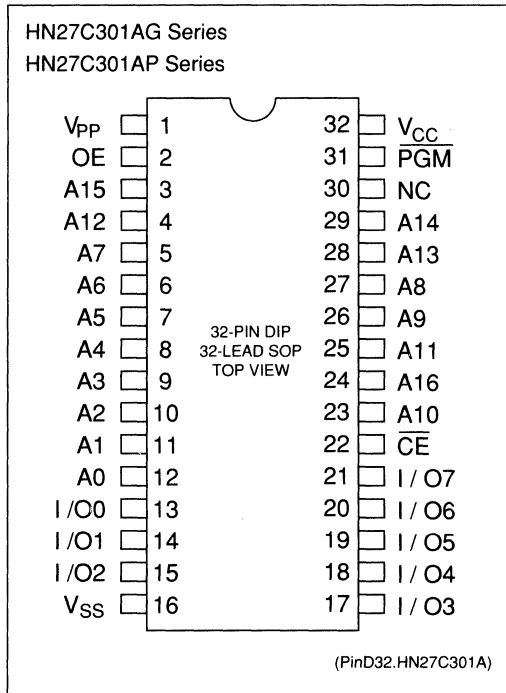 HN27C301AG Series
HN27C301AP Series
VPP 1 32 VCC
OE 2 31 P̅G̅M̅
A15 3 30 NC
A12 4 29 A14
A7 5 28 A13
A6 6 27 A8
A5 7 26 A9
A4 8 25 A11
A3 9 24 A16
A2 10 23 A10
A1 11 22 C̅E̅
A0 12 21 I/O7
I/O0 13 20 I/O6
I/O1 14 19 I/O5
I/O2 15 18 I/O4
VSS 16 17 I/O3
32-PIN DIP
32-LEAD SOP
TOP VIEW
(PinD32.HN27C301A)